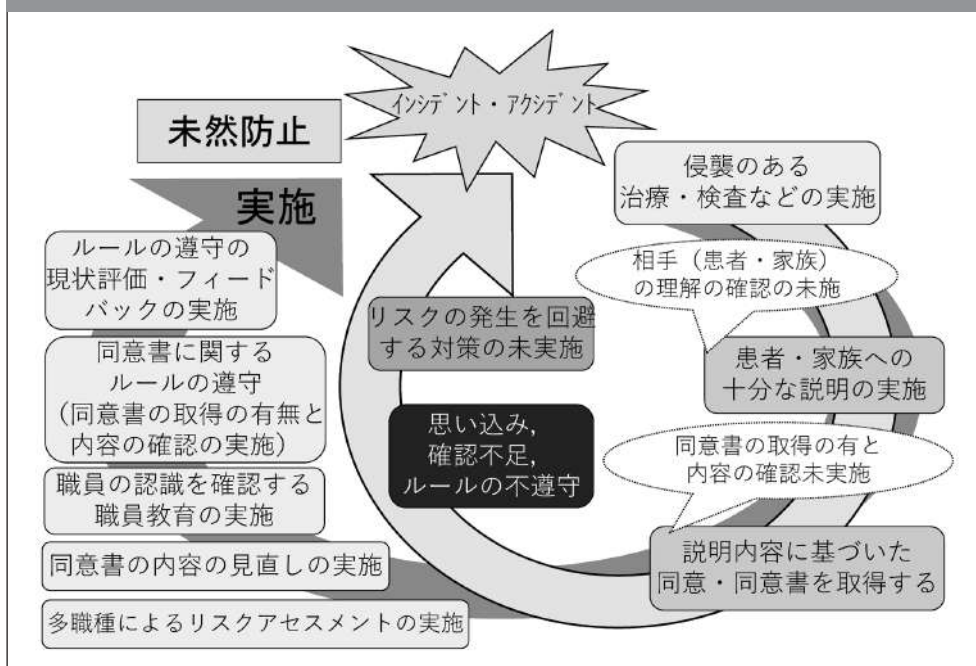 インシデント・アクシデント
未然防止
実施
侵襲のある
治療・検査などの実施
相手（患者・家族）
の理解の確認の未施
患者・家族への
十分な説明の実施
同意書の取得の有と
内容の確認未実施
説明内容に基づいた
同意・同意書を取得する
リスクの発生を回避
する対策の未実施
思い込み，
確認不足，
ルールの不遵守
ルールの遵守の
現状評価・フィード
バックの実施
同意書に関する
ルールの遵守
（同意書の取得の有無と
内容の確認の実施）
職員の認識を確認する
職員教育の実施
同意書の内容の見直しの実施
多職種によるリスクアセスメントの実施